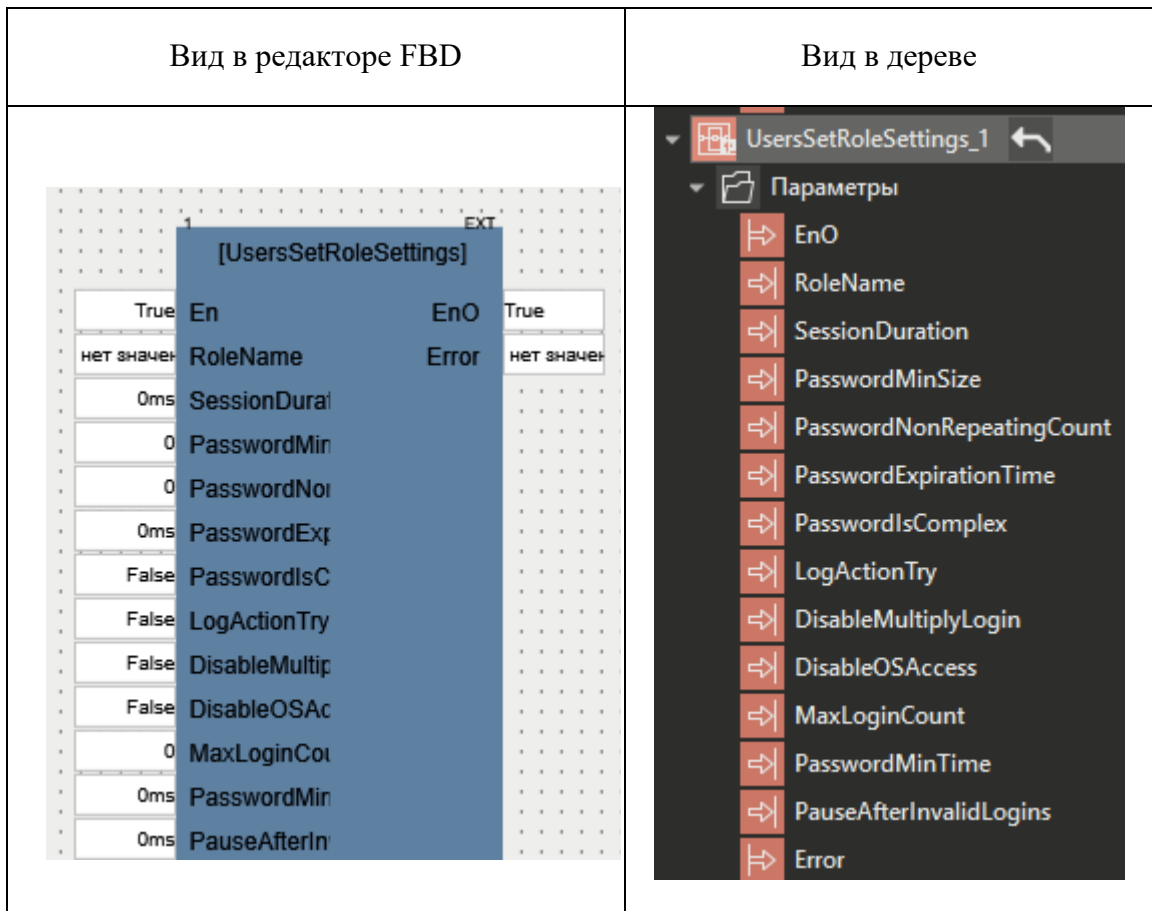 Вид в редакторе FBD
Вид в дереве
1 EXT
[UsersSetRoleSettings]
True En EnO True
нет значен RoleName Error нет значен
0ms SessionDurat
0 PasswordMin
0 PasswordNor
0ms PasswordExp
False PasswordIsC
False LogActionTry
False DisableMultip
False DisableOSAc
0 MaxLoginCou
0ms PasswordMin
0ms PauseAfterIn
UsersSetRoleSettings_1
Параметры
EnO
RoleName
SessionDuration
PasswordMinSize
PasswordNonRepeatingCount
PasswordExpirationTime
PasswordIsComplex
LogActionTry
DisableMultiplyLogin
DisableOSAccess
MaxLoginCount
PasswordMinTime
PauseAfterInvalidLogins
Error